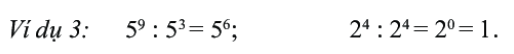 Ví dụ 3: 5⁹ : 5³ = 5⁶; 2⁴ : 2⁴ = 2⁰ = 1.